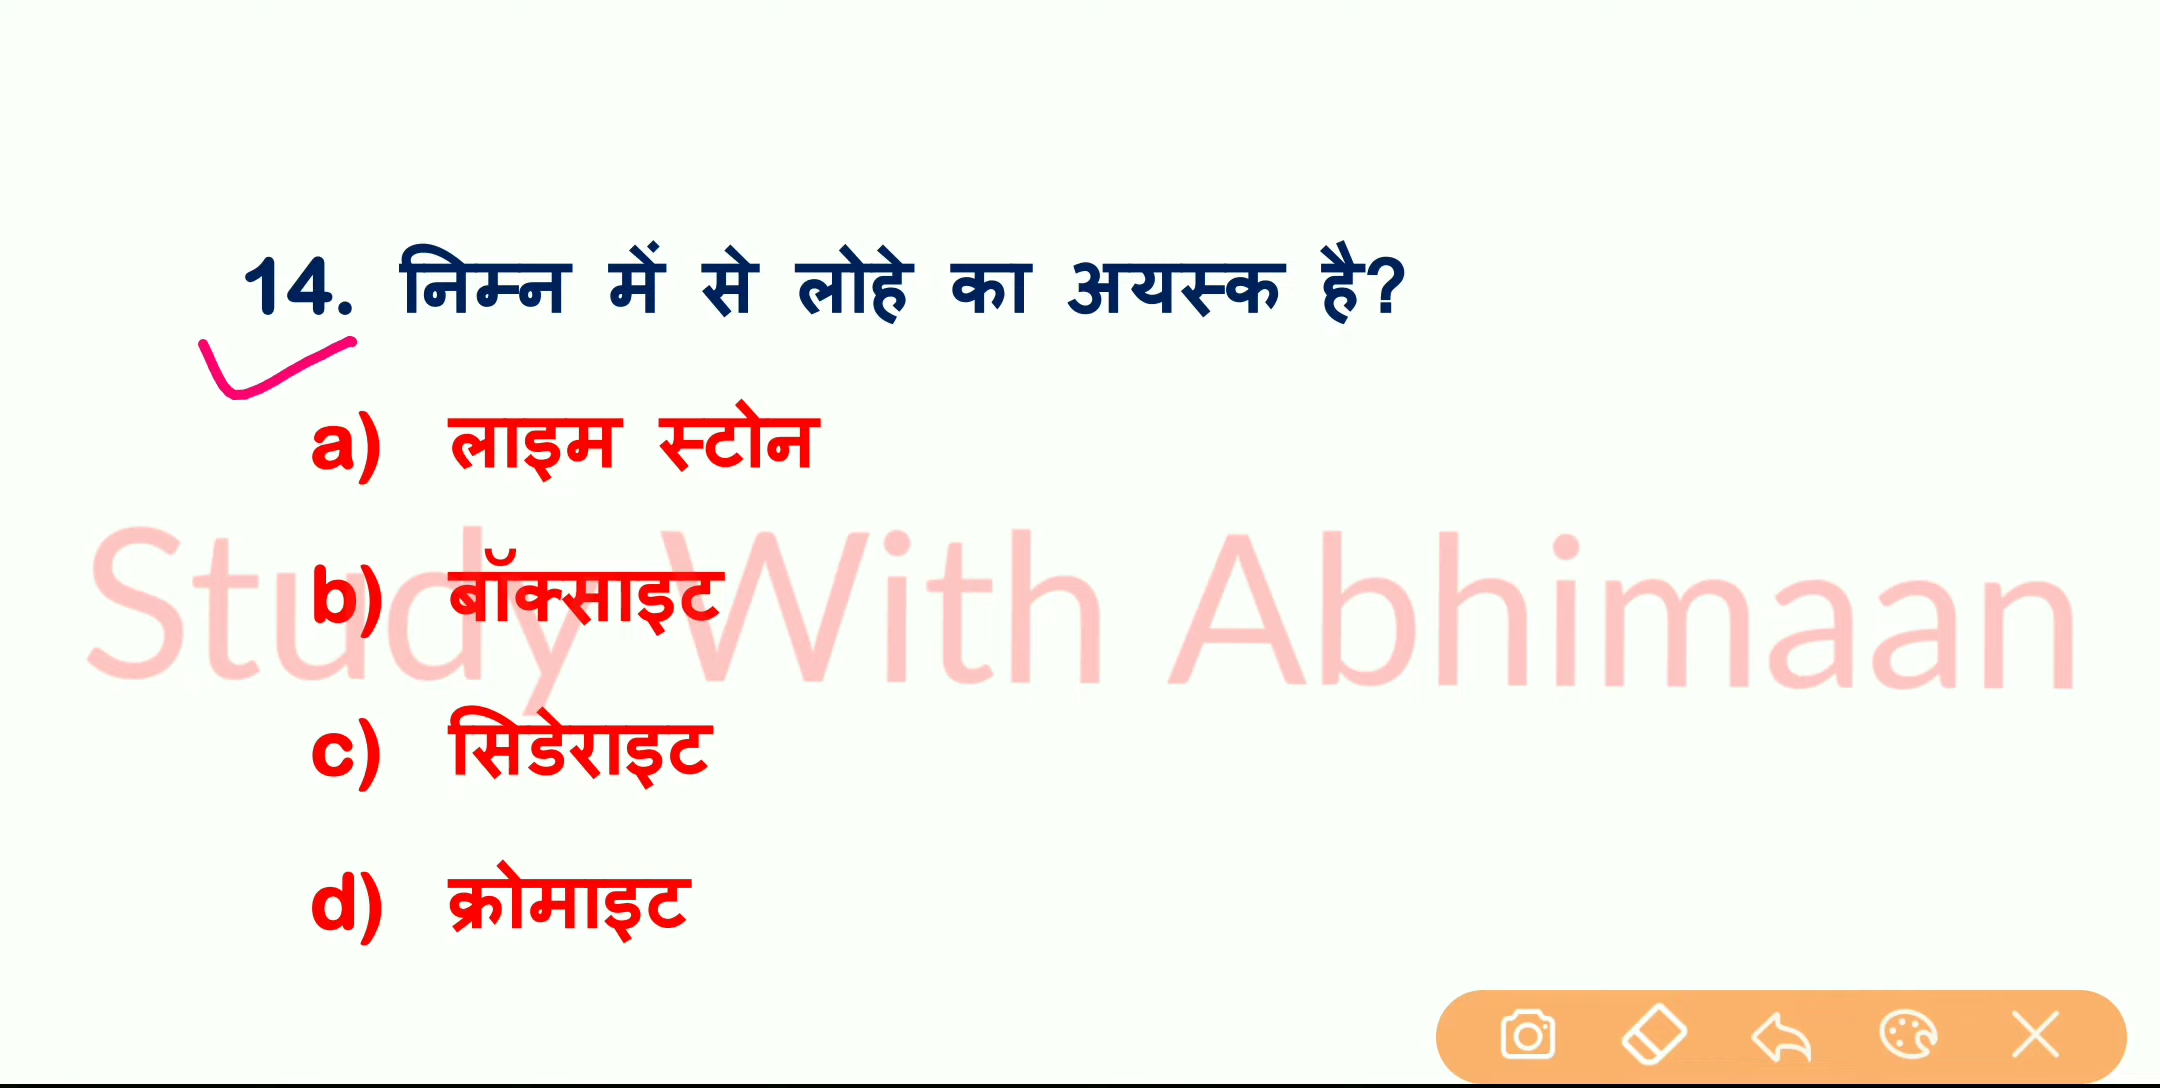 14. निम्न में से लोहे का अयस्क है?
a) लाइम स्टोन
Study With Abhimaan
b) बॉक्साइट
c) सिडेराइट
d) क्रोमाइट